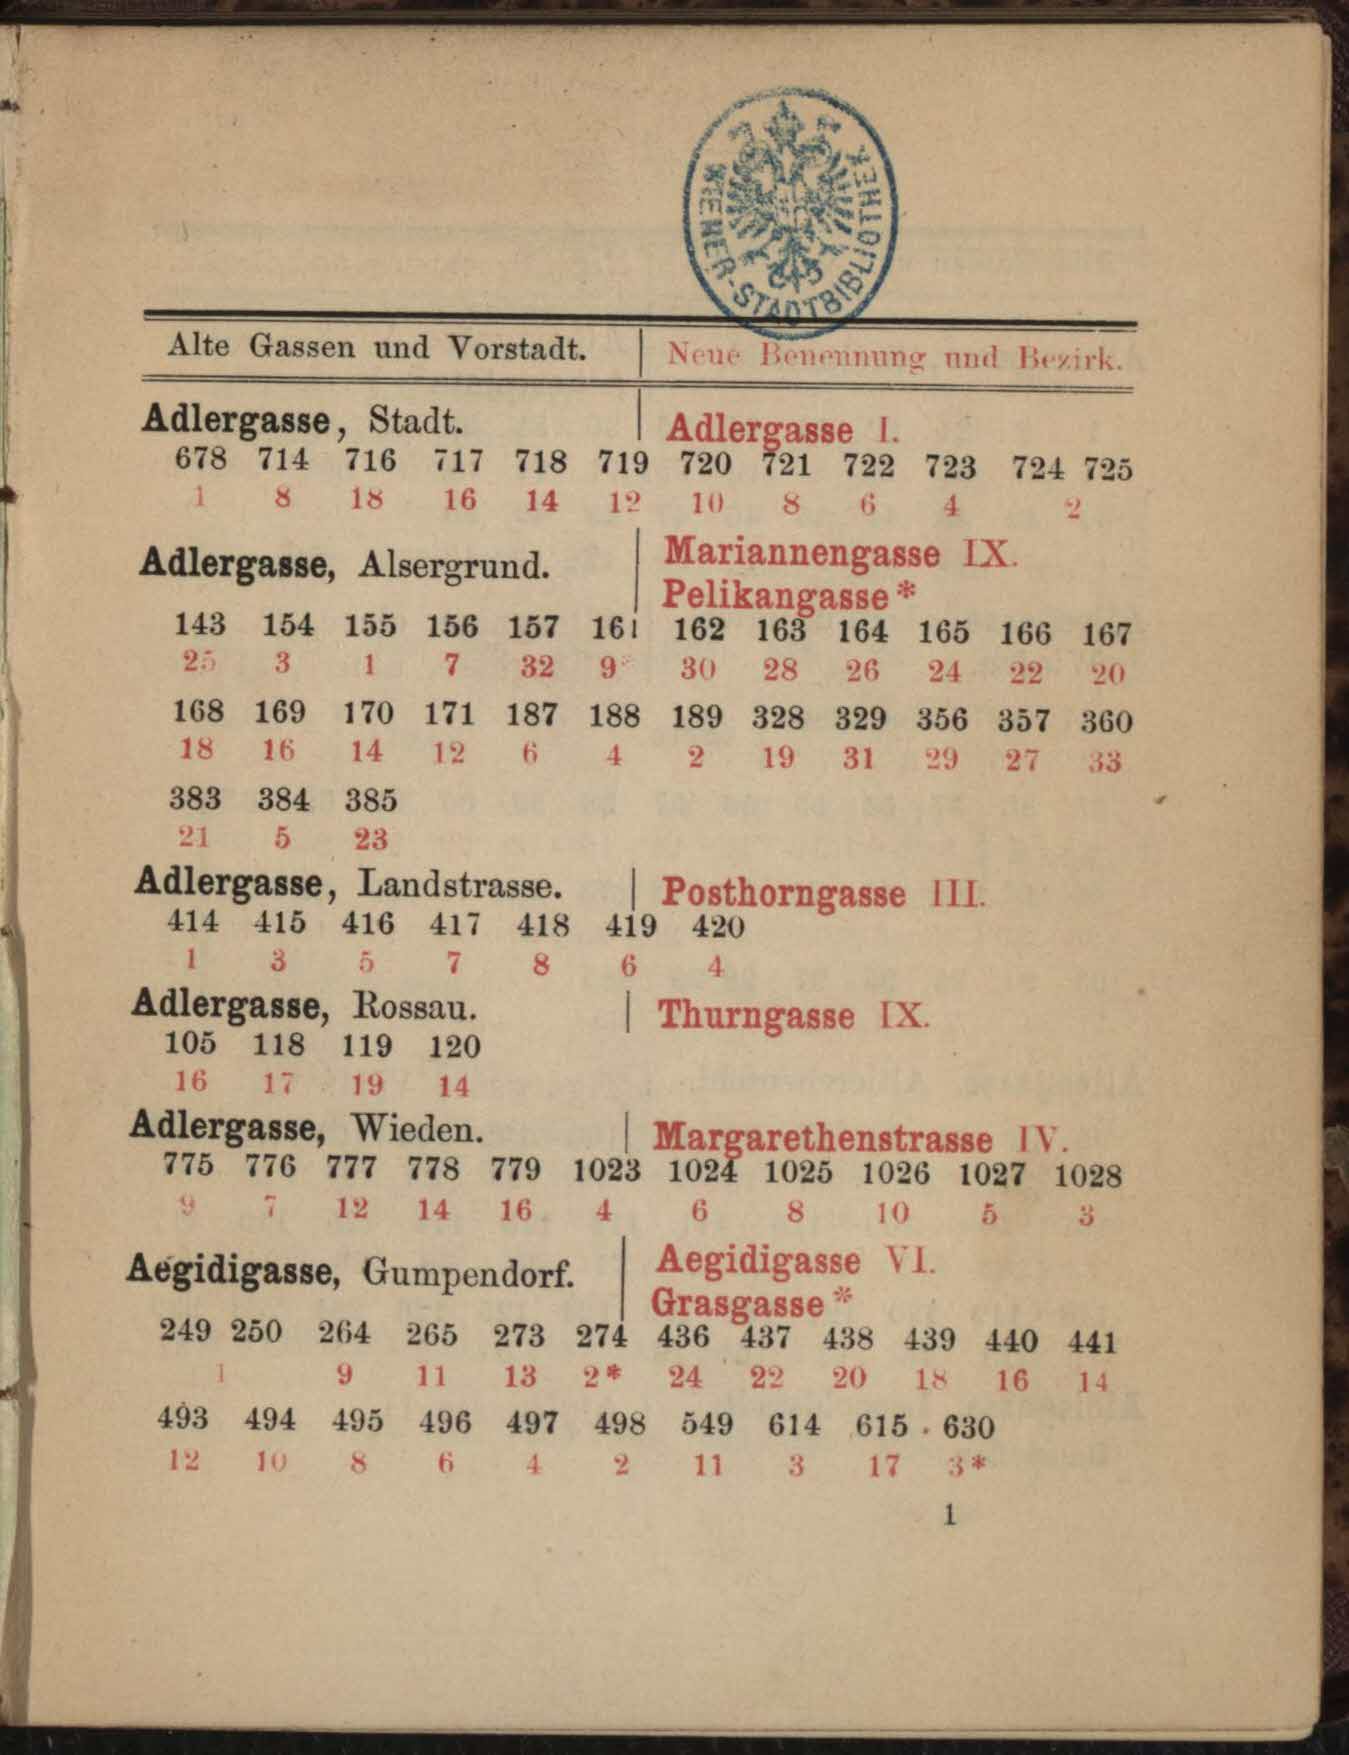 WIENER-STADTBIBLIOTHEK
Alte Gassen und Vorstadt. Neue Benennung und Bezirk.
Adlergasse, Stadt. Adlergasse I.
678 714 716 717 718 719 720 721 722 723 724 725
1 8 18 16 14 12 10 8 6 4 2
Adlergasse, Alsergrund. Mariannengasse IX.
Pelikangasse *
143 154 155 156 157 161 162 163 164 165 166 167
25 3 1 7 32 9* 30 28 26 24 22 20
168 169 170 171 187 188 189 328 329 356 357 360
18 16 14 12 6 4 2 19 31 29 27 33
383 384 385
21 5 23
Adlergasse, Landstrasse. Posthorngasse III.
414 415 416 417 418 419 420
1 3 5 7 8 6 4
Adlergasse, Rossau. Thurngasse IX.
105 118 119 120
16 17 19 14
Adlergasse, Wieden. Margarethenstrasse IV.
775 776 777 778 779 1023 1024 1025 1026 1027 1028
9 7 12 14 16 4 6 8 10 5 3
Aegidigasse, Gumpendorf. Aegidigasse VI.
Grasgasse *
249 250 264 265 273 274 436 437 438 439 440 441
1 9 11 13 2* 24 22 20 18 16 14
493 494 495 496 497 498 549 614 615 630
12 10 8 6 4 2 11 3 17 3*
1